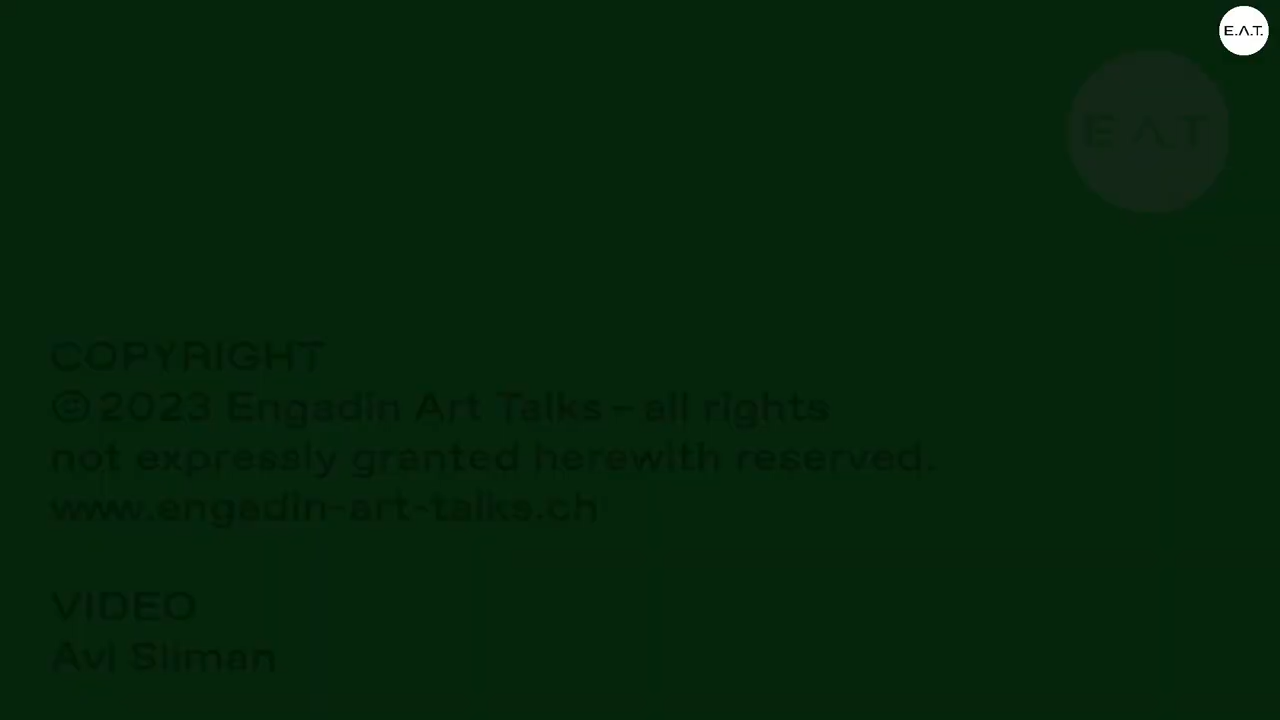 E.Λ.T.
E.Λ.T.
COPYRIGHT
© 2023 Engadin Art Talks – all rights
not expressly granted herewith reserved.
www.engadin-art-talks.ch
VIDEO
Avi Sliman